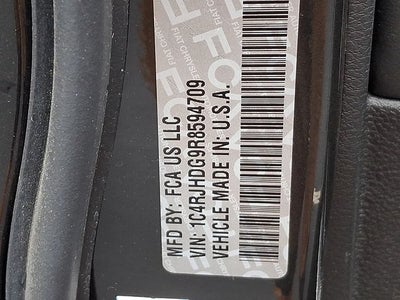 MFD BY: FCA US LLC
VIN: 1C4RJHDG9R8594709
VEHICLE MADE IN: U.S.A.